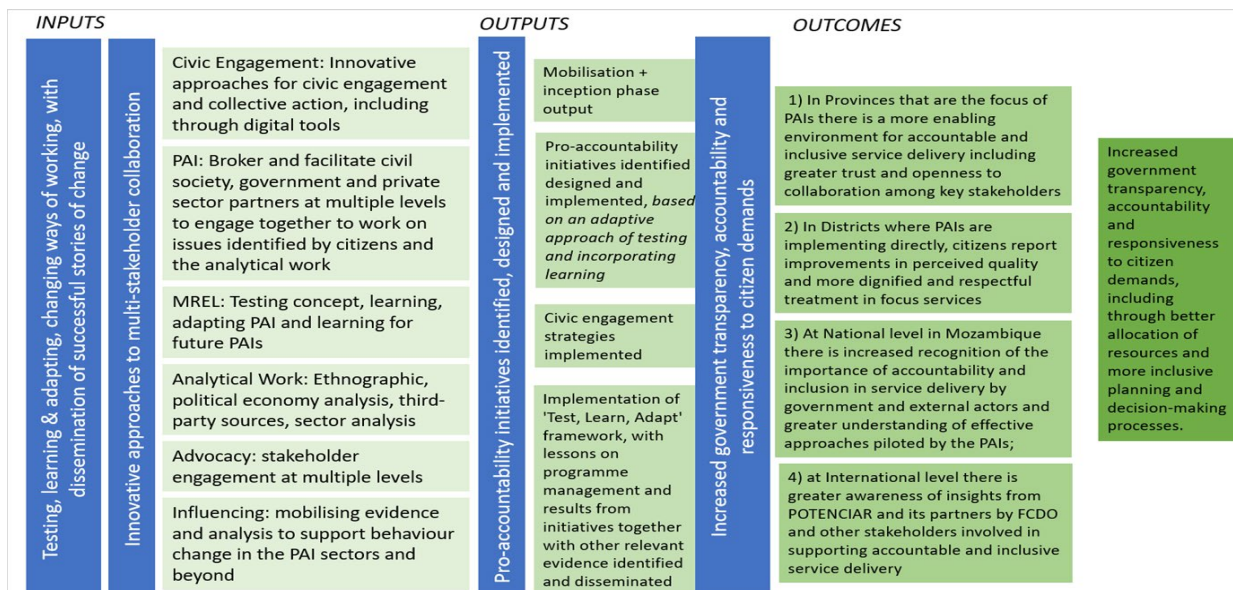 INPUTS
Testing, learning & adapting, changing ways of working, with
dissemination of successful stories of change
Innovative approaches to multi-stakeholder collaboration
Civic Engagement: Innovative
approaches for civic engagement
and collective action, including
through digital tools
PAI: Broker and facilitate civil
society, government and private
sector partners at multiple levels
to engage together to work on
issues identified by citizens and
the analytical work
MREL: Testing concept, learning,
adapting PAI and learning for
future PAIs
Analytical Work: Ethnographic,
political economy analysis, third-
party sources, sector analysis
Advocacy: stakeholder
engagement at multiple levels
Influencing: mobilising evidence
and analysis to support behaviour
change in the PAI sectors and
beyond
OUTPUTS
Pro-accountability initiatives identified, designed and implemented
Mobilisation +
inception phase
output
Pro-accountability
initiatives identified
designed and
implemented, based
on an adaptive
approach of testing
and incorporating
learning
Civic engagement
strategies
implemented
Implementation of
'Test, Learn, Adapt'
framework, with
lessons on
programme
management and
results from
initiatives together
with other relevant
evidence identified
and disseminated
OUTCOMES
Increased government transparency, accountability and
responsiveness to citizen demands
1) In Provinces that are the focus of
PAIs there is a more enabling
environment for accountable and
inclusive service delivery including
greater trust and openness to
collaboration among key stakeholders
2) In Districts where PAIs are
implementing directly, citizens report
improvements in perceived quality
and more dignified and respectful
treatment in focus services
3) At National level in Mozambique
there is increased recognition of the
importance of accountability and
inclusion in service delivery by
government and external actors and
greater understanding of effective
approaches piloted by the PAIs;
4) at International level there is
greater awareness of insights from
POTENCIAR and its partners by FCDO
and other stakeholders involved in
supporting accountable and inclusive
service delivery
Increased
government
transparency,
accountability
and
responsiveness
to citizen
demands,
including
through better
allocation of
resources and
more inclusive
planning and
decision-making
processes.